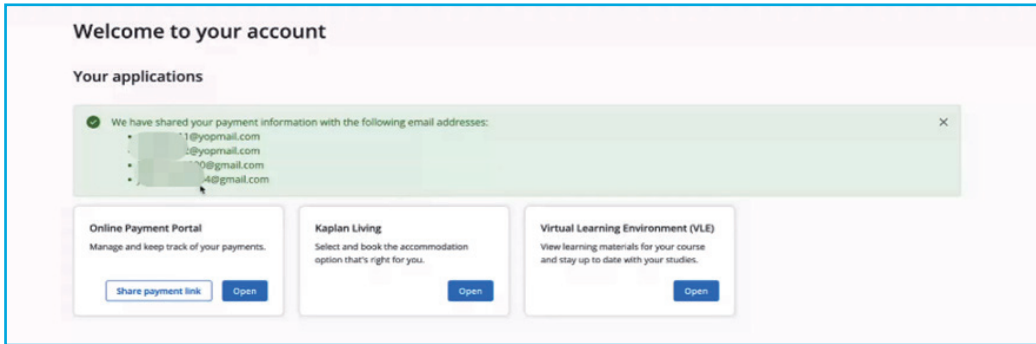 Welcome to your account
Your applications
We have shared your payment information with the following email addresses:
1@yopmail.com
@yopmail.com
00@gmail.com
4@gmail.com
Online Payment Portal
Manage and keep track of your payments.
Share payment link Open
Kaplan Living
Select and book the accommodation
option that's right for you.
Open
Virtual Learning Environment (VLE)
View learning materials for your course
and stay up to date with your studies.
Open